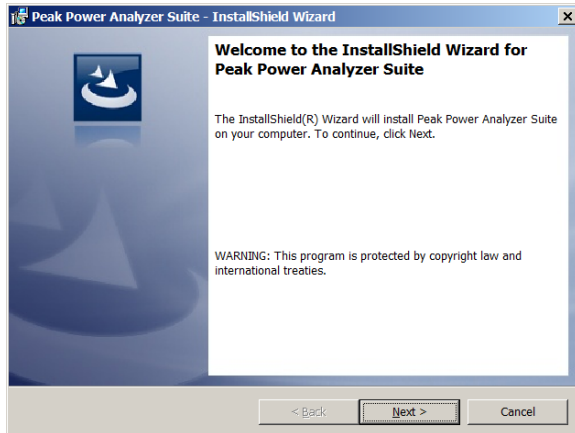 Peak Power Analyzer Suite - InstallShield Wizard
Welcome to the InstallShield Wizard for
Peak Power Analyzer Suite
The InstallShield(R) Wizard will install Peak Power Analyzer Suite
on your computer. To continue, click Next.
WARNING: This program is protected by copyright law and
international treaties.
< Back Next > Cancel